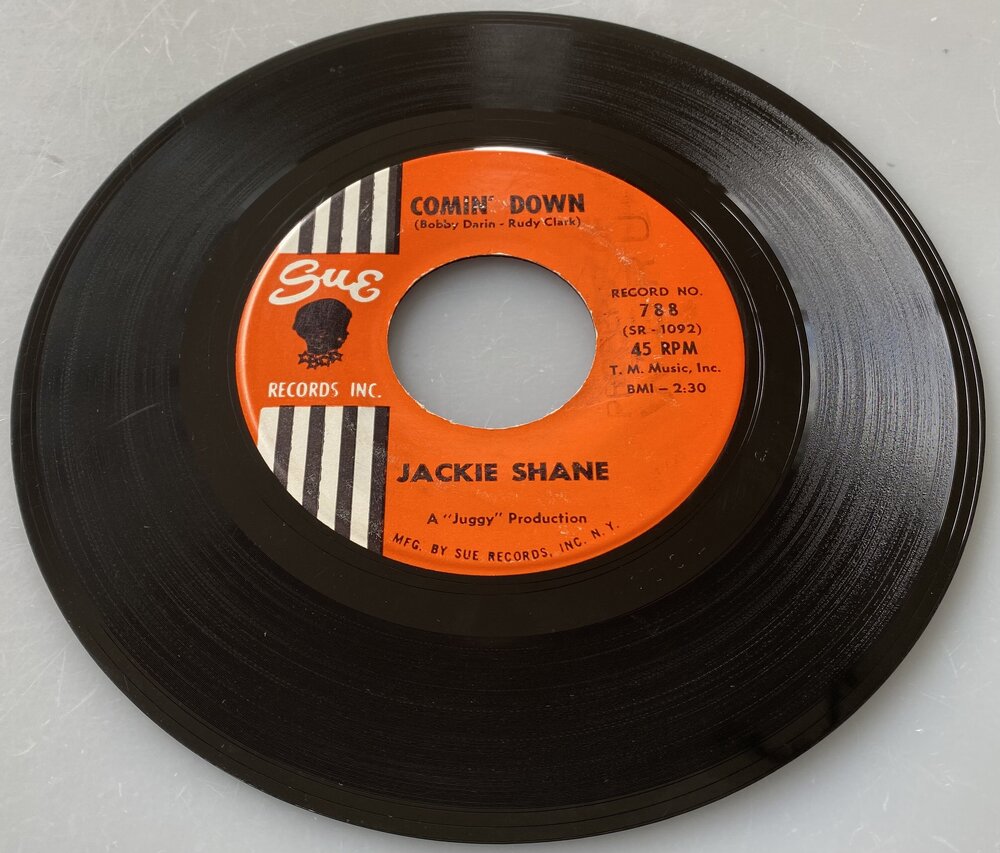 COMIN' DOWN
(Bobby Darin - Rudy Clark)
Sue
RECORDS INC.
RECORD NO.
788
(SR - 1092)
45 RPM
T. M. Music, Inc.
BMI - 2:30
JACKIE SHANE
A "Juggy" Production
MFG. BY SUE RECORDS, INC. N. Y.